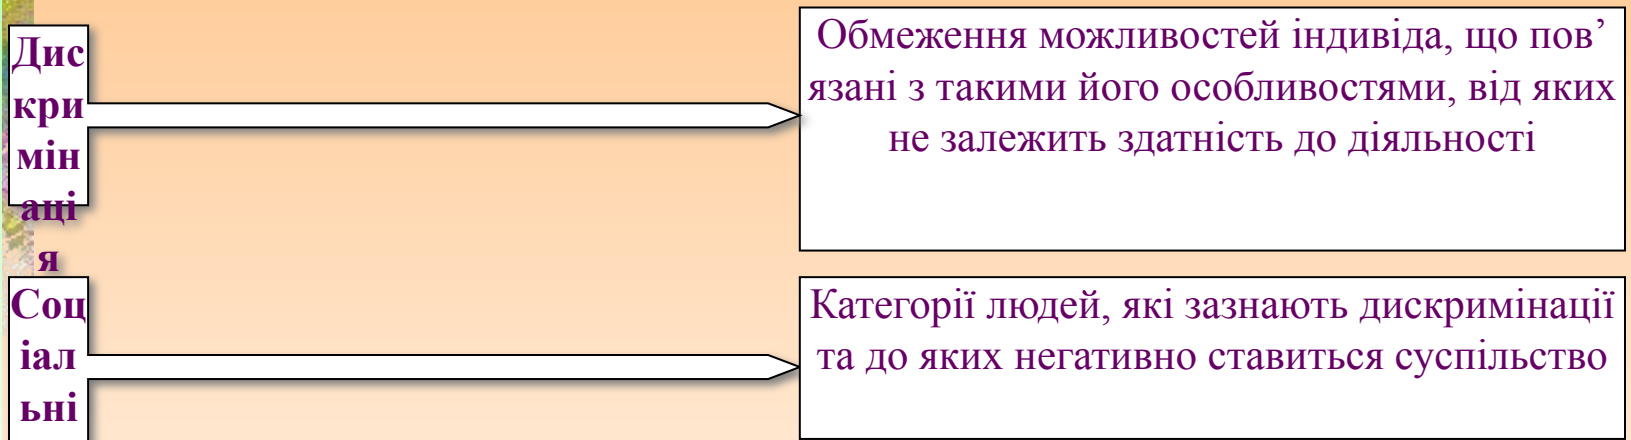 Дис
кри
мін
аці
я
Обмеження можливостей індивіда, що пов’
язані з такими його особливостями, від яких
не залежить здатність до діяльності
Соц
іал
ьні
Категорії людей, які зазнають дискримінації
та до яких негативно ставиться суспільство